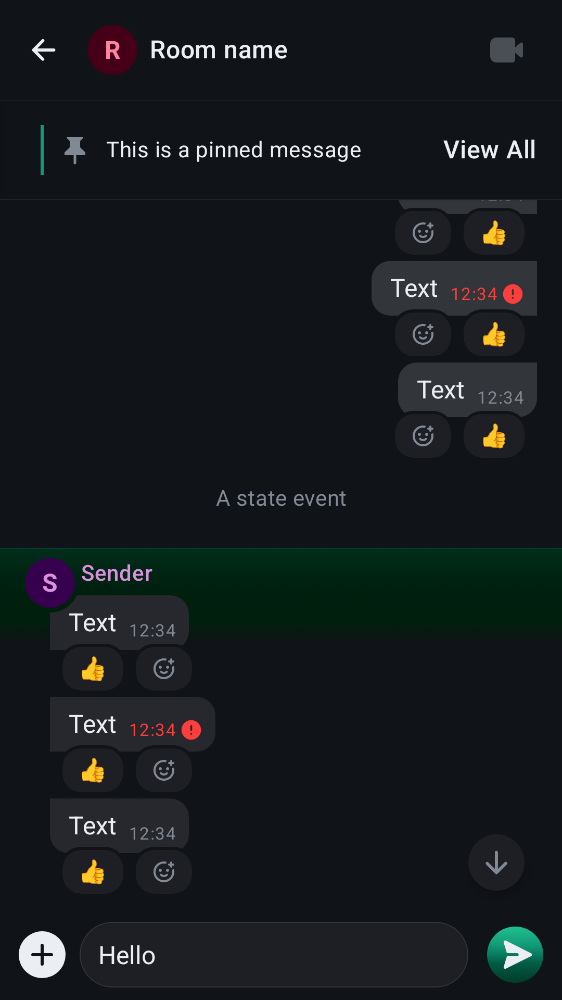 R Room name
This is a pinned message View All
Text 12:34
Text 12:34
A state event
S Sender
Text 12:34
Text 12:34
Text 12:34
Hello